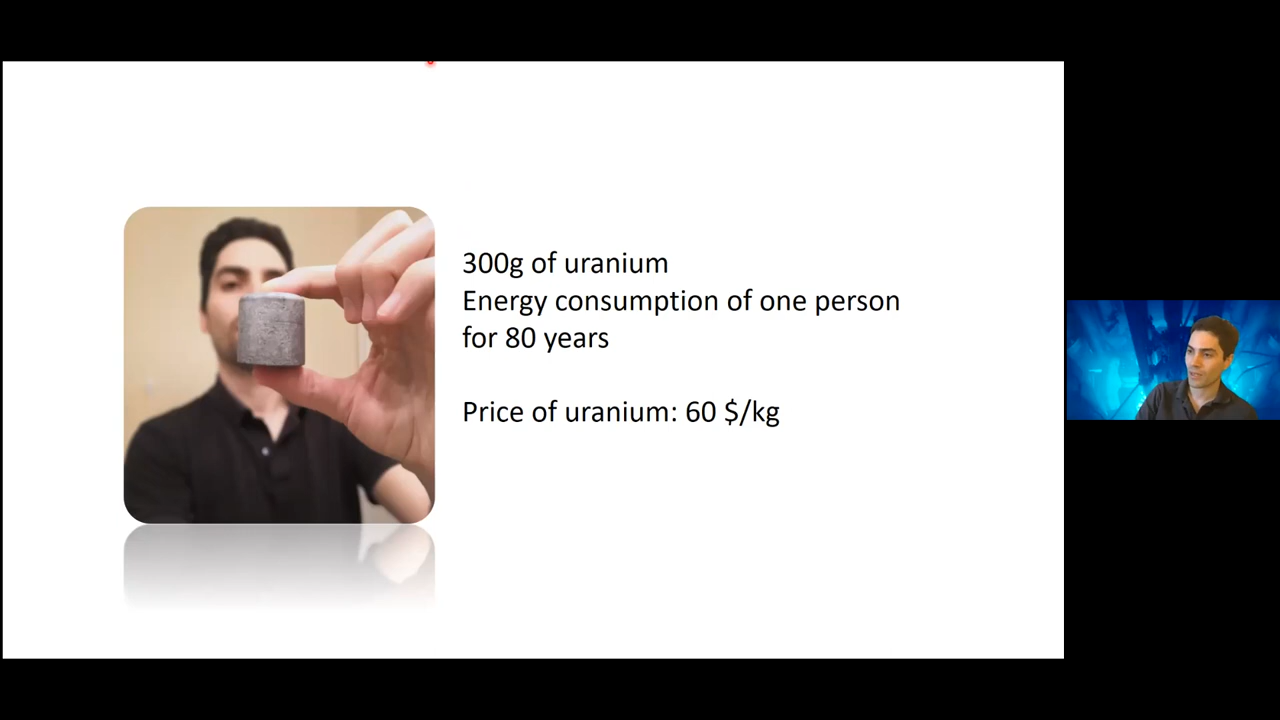 300g of uranium
Energy consumption of one person
for 80 years
Price of uranium: 60 $/kg